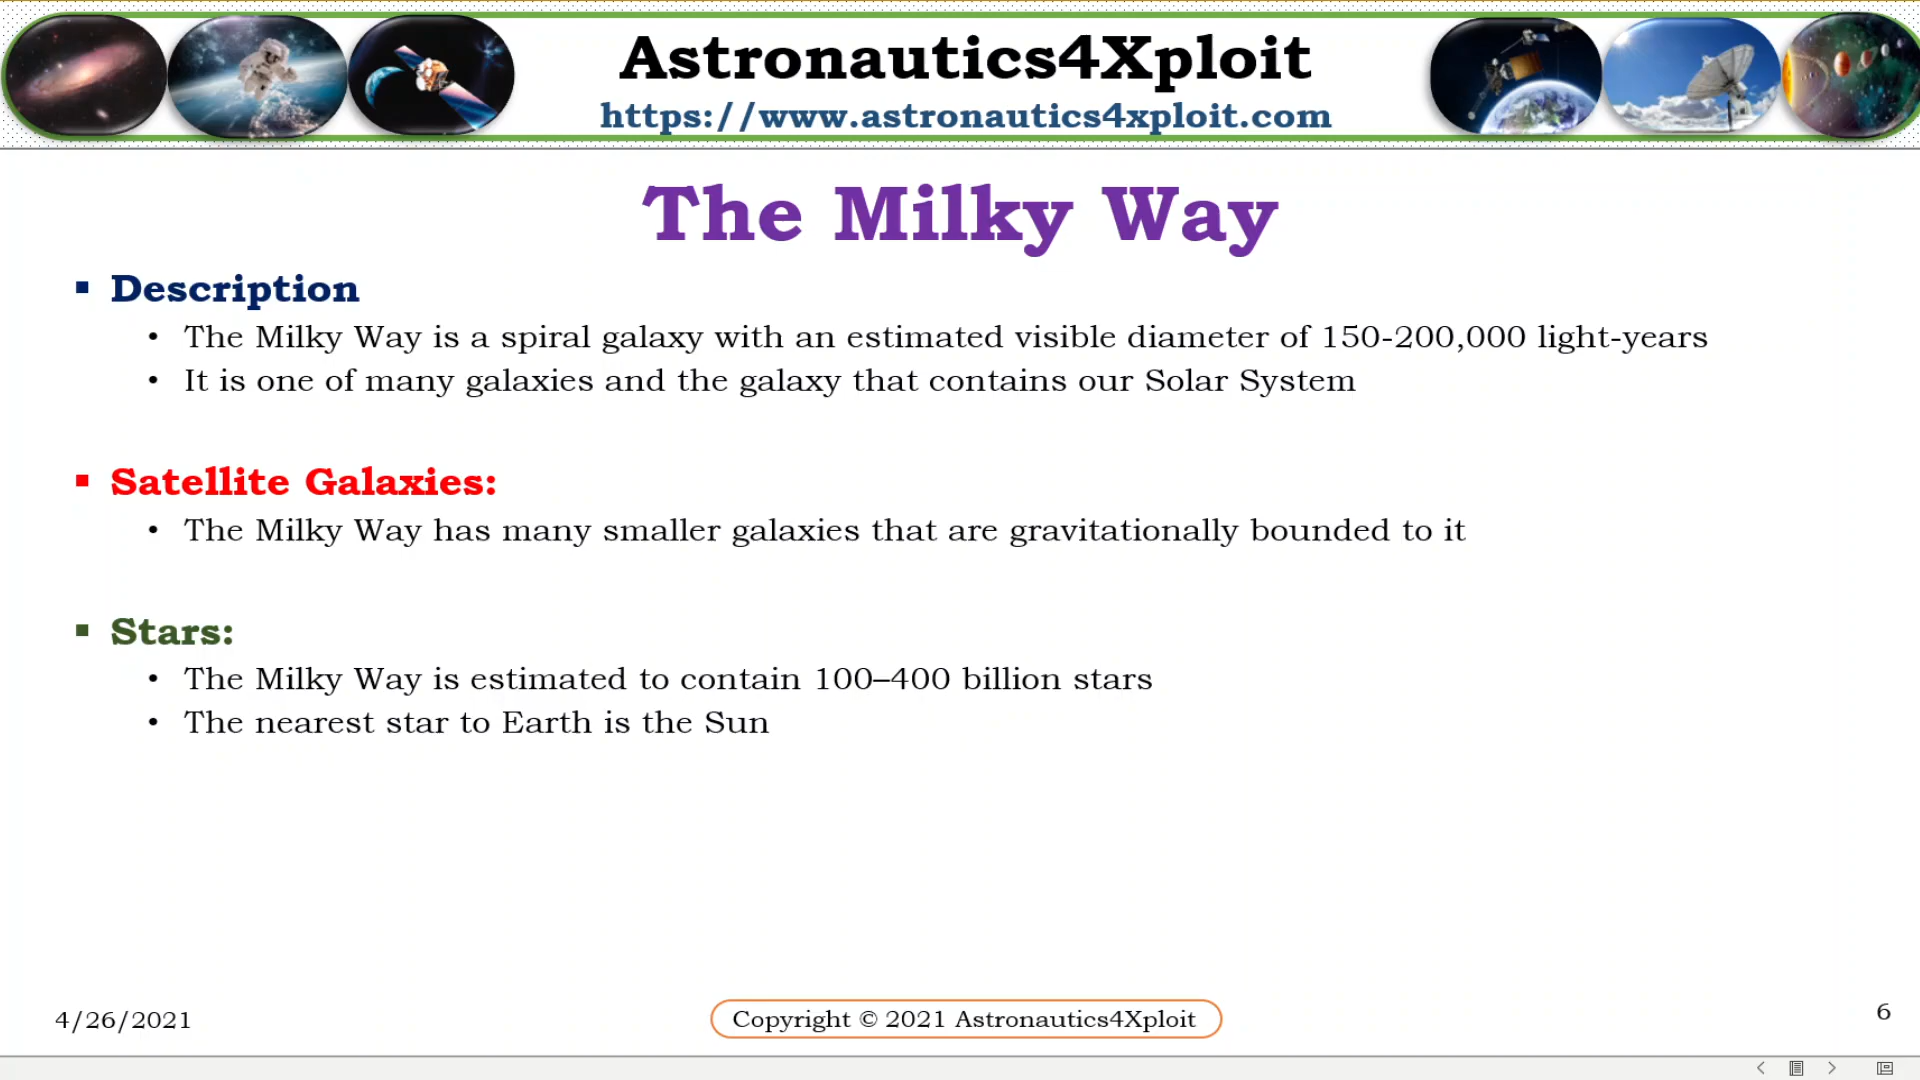 Astronautics4Xploit
https://www.astronautics4xploit.com
The Milky Way
▪ Description
• The Milky Way is a spiral galaxy with an estimated visible diameter of 150-200,000 light-years
• It is one of many galaxies and the galaxy that contains our Solar System
▪ Satellite Galaxies:
• The Milky Way has many smaller galaxies that are gravitationally bounded to it
▪ Stars:
• The Milky Way is estimated to contain 100–400 billion stars
• The nearest star to Earth is the Sun
4/26/2021
Copyright © 2021 Astronautics4Xploit
6